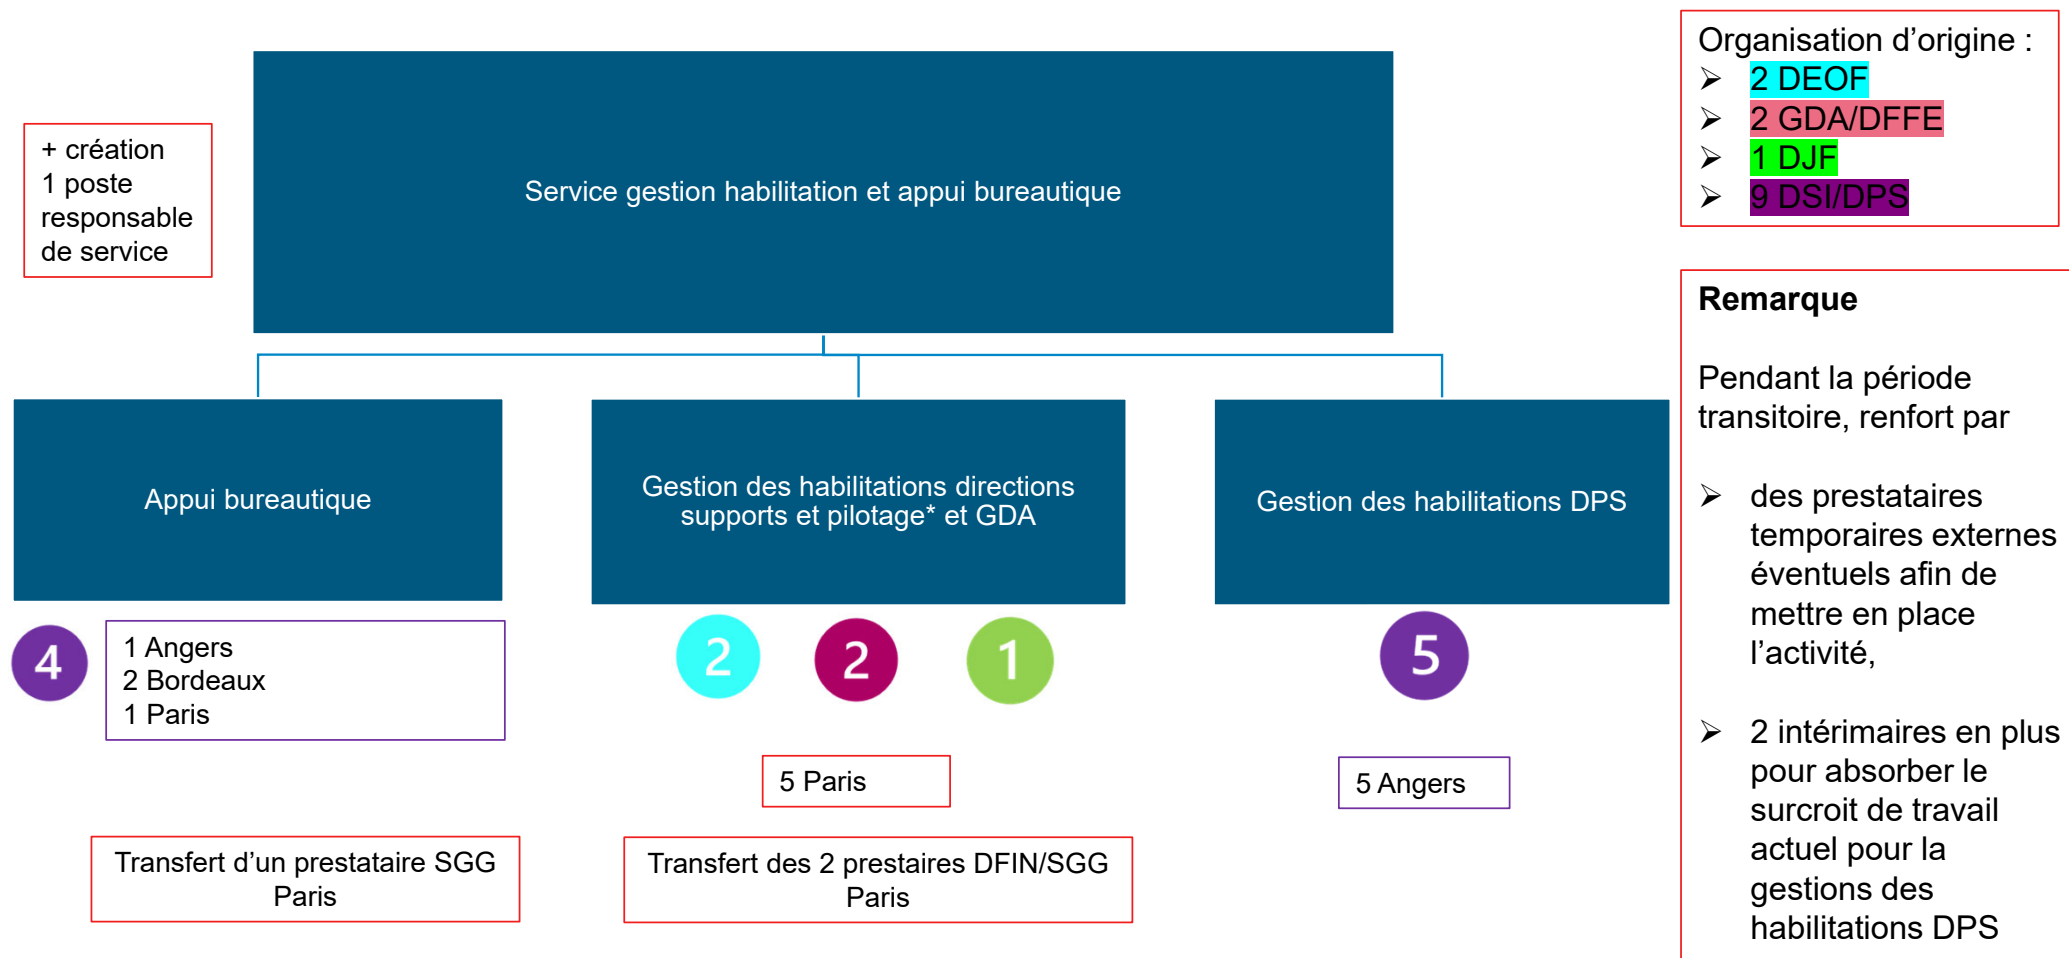 Organisation d’origine :
➢ 2 DEOF
➢ 2 GDA/DFFE
➢ 1 DJF
➢ 9 DSI/DPS
+ création
1 poste
responsable
de service
Service gestion habilitation et appui bureautique
Remarque
Pendant la période
transitoire, renfort par
➢ des prestataires
temporaires externes
éventuels afin de
mettre en place
l’activité,
➢ 2 intérimaires en plus
pour absorber le
surcroit de travail
actuel pour la
gestions des
habilitations DPS
Appui bureautique
4
1 Angers
2 Bordeaux
1 Paris
Transfert d’un prestataire SGG
Paris
Gestion des habilitations directions
supports et pilotage* et GDA
2 2 1
5 Paris
Transfert des 2 prestaires DFIN/SGG
Paris
Gestion des habilitations DPS
5
5 Angers